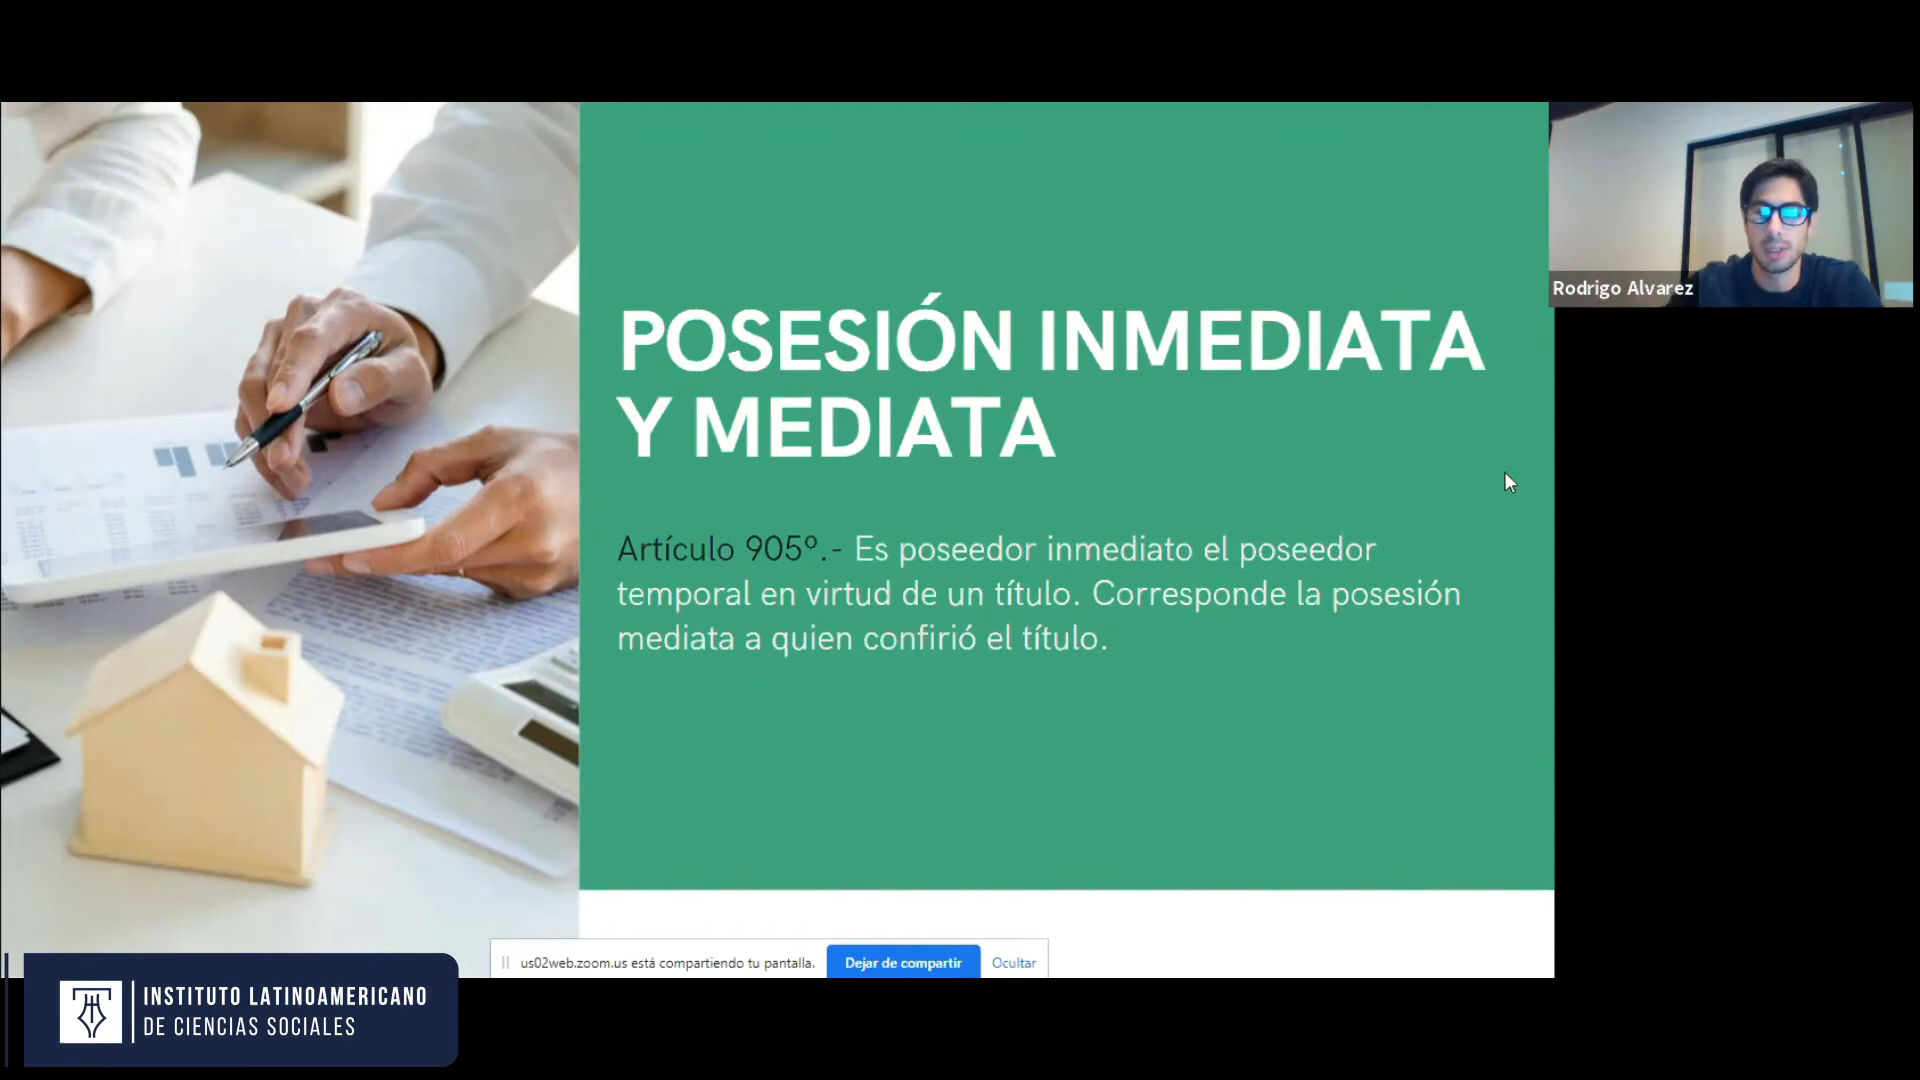 POSESIÓN INMEDIATA
Y MEDIATA
Rodrigo Alvarez
Artículo 905º.- Es poseedor inmediato el poseedor
temporal en virtud de un título. Corresponde la posesión
mediata a quien confirió el título.
us02web.zoom.us está compartiendo tu pantalla.
Dejar de compartir
Ocultar
INSTITUTO LATINOAMERICANO
DE CIENCIAS SOCIALES